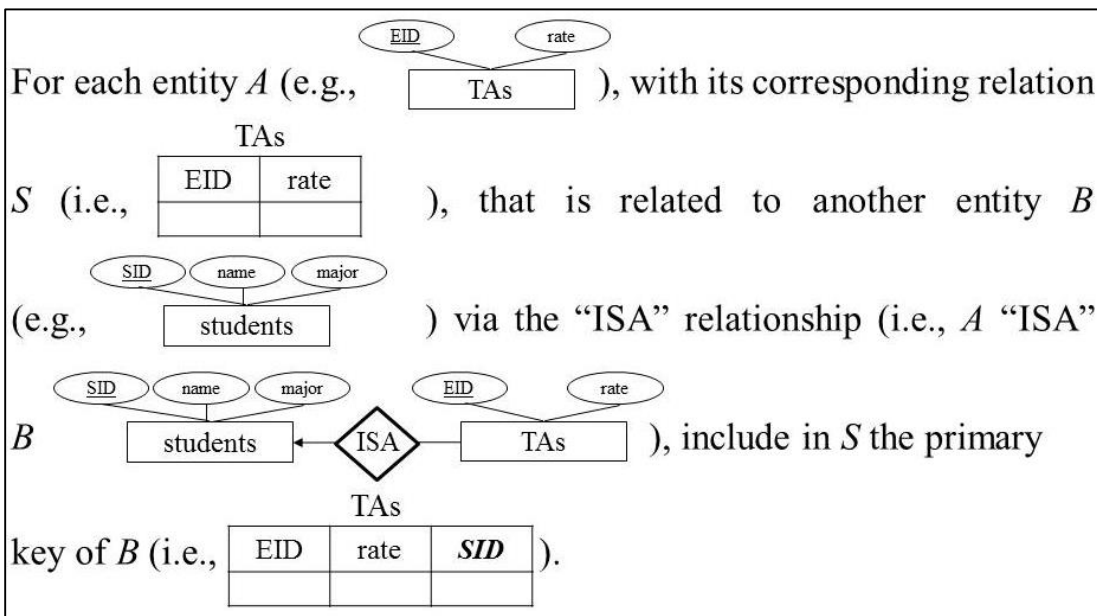 EID rate
For each entity A (e.g., TAs ), with its corresponding relation
TAs
S (i.e., EID rate ), that is related to another entity B
SID name major
(e.g., students ) via the “ISA” relationship (i.e., A “ISA”
SID name major EID rate
B students ISA TAs ), include in S the primary
TAs
key of B (i.e., EID rate SID ).